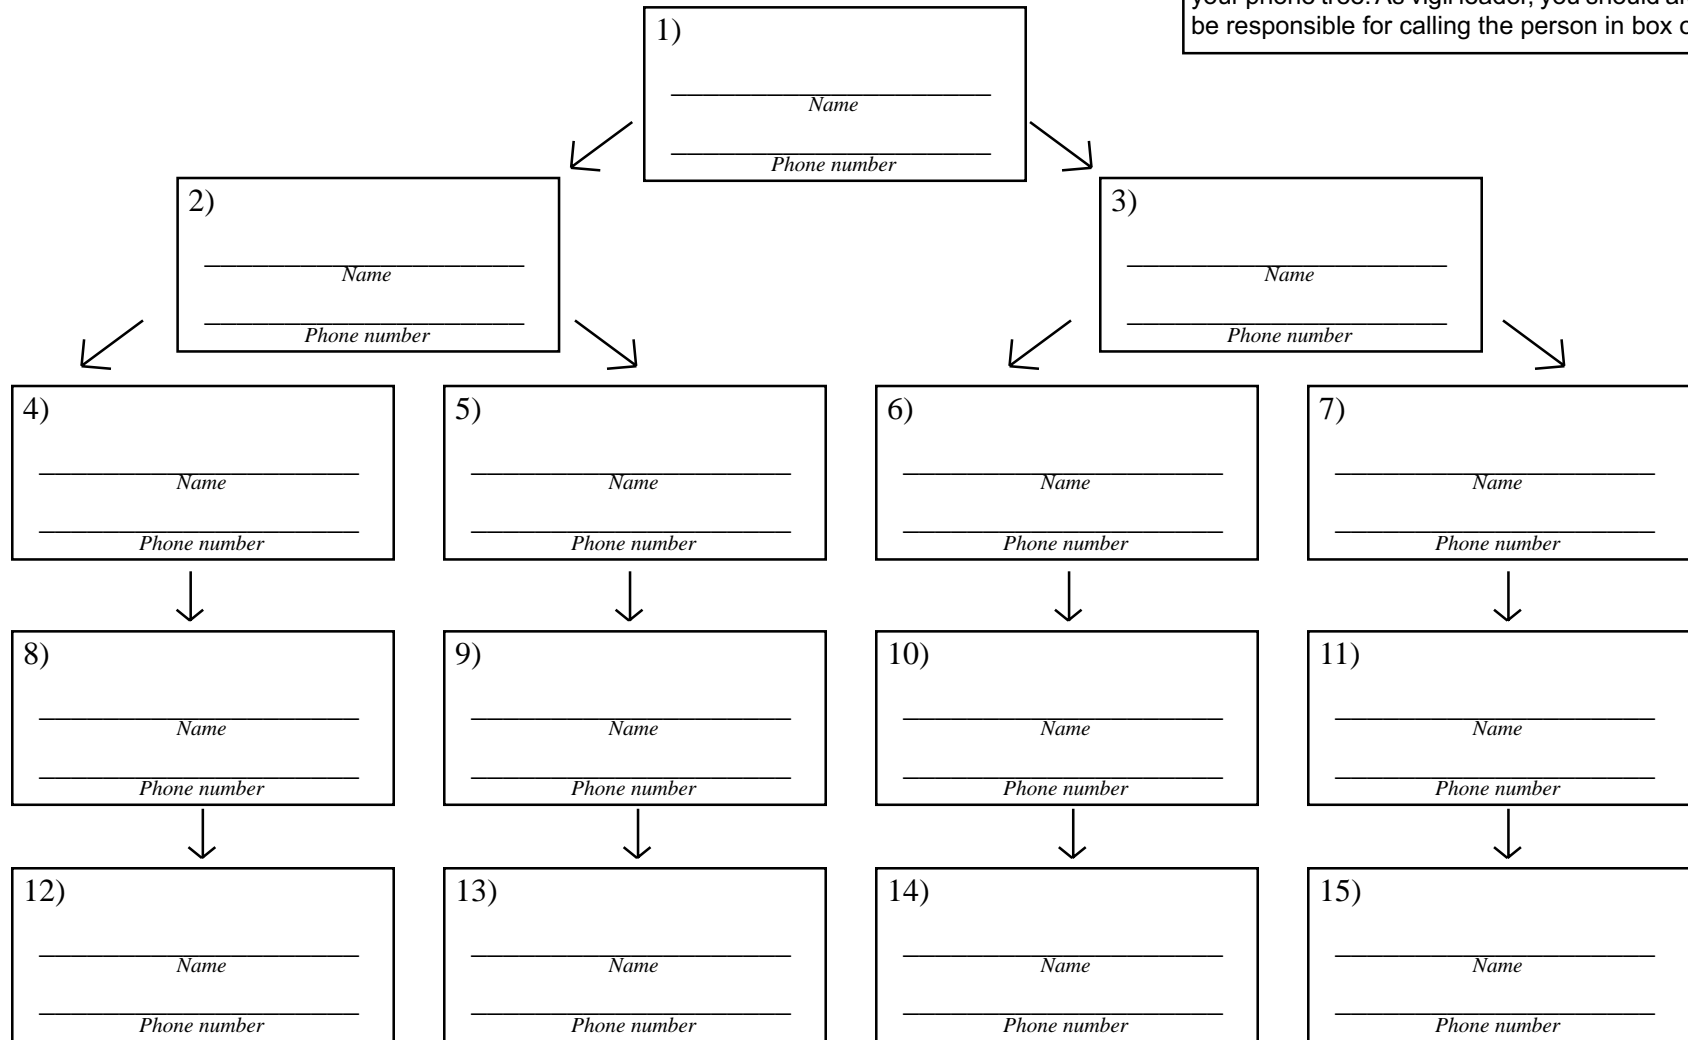 your phone tree. As vigil leader, you should
be responsible for calling the person in box
1)
Name
Phone number
2)
Name
Phone number
3)
Name
Phone number
4)
Name
Phone number
5)
Name
Phone number
6)
Name
Phone number
7)
Name
Phone number
8)
Name
Phone number
9)
Name
Phone number
10)
Name
Phone number
11)
Name
Phone number
12)
Name
Phone number
13)
Name
Phone number
14)
Name
Phone number
15)
Name
Phone number